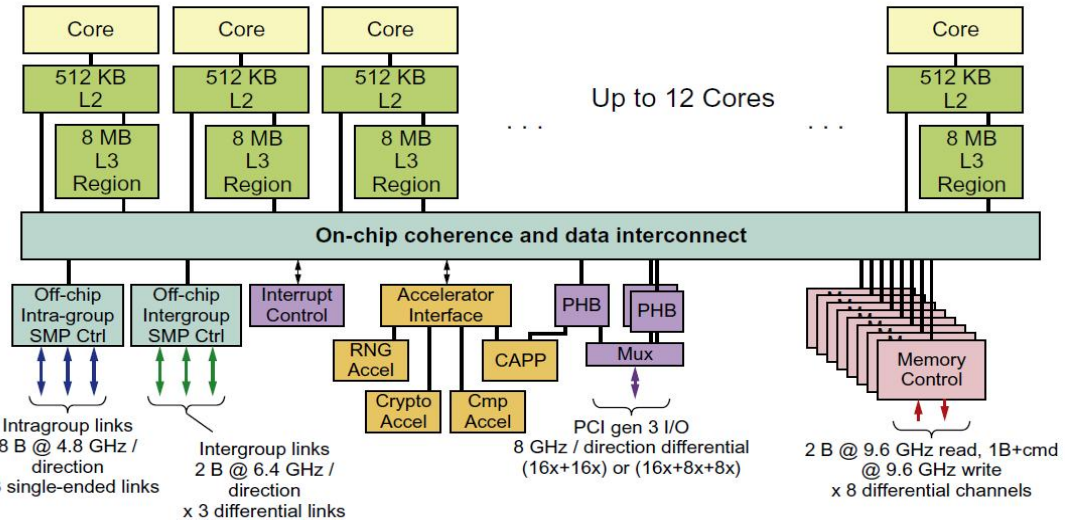 Core
Core
Core
Core
512 KB
L2
512 KB
L2
512 KB
L2
512 KB
L2
Up to 12 Cores
. . .
. . .
8 MB
L3
Region
8 MB
L3
Region
8 MB
L3
Region
8 MB
L3
Region
On-chip coherence and data interconnect
Off-chip
Intra-group
SMP Ctrl
Off-chip
Intergroup
SMP Ctrl
Interrupt
Control
Accelerator
Interface
PHB
PHB
Mux
RNG
Accel
CAPP
Crypto
Accel
Cmp
Accel
Memory
Control
Intragroup links
8 B @ 4.8 GHz /
direction
single-ended links
Intergroup links
2 B @ 6.4 GHz /
direction
x 3 differential links
PCI gen 3 I/O
8 GHz / direction differential
(16x+16x) or (16x+8x+8x)
2 B @ 9.6 GHz read, 1B+cmd
@ 9.6 GHz write
x 8 differential channels